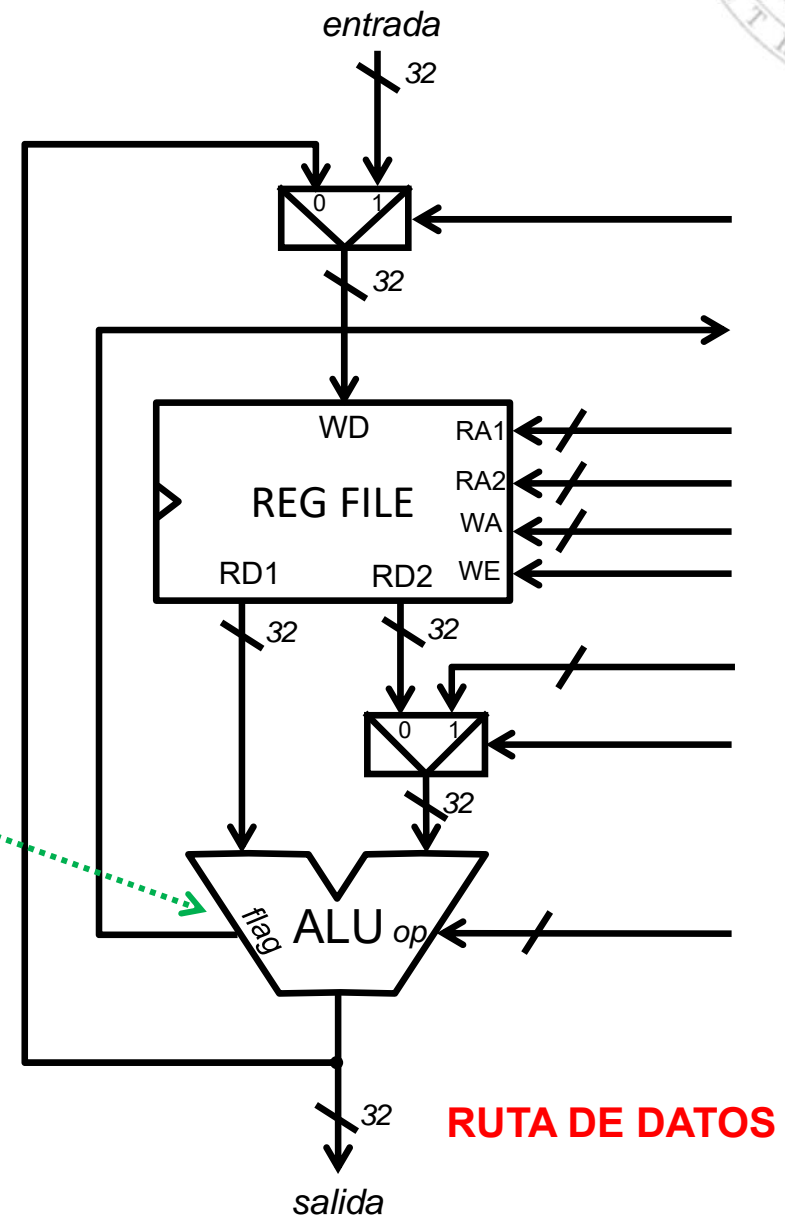 entrada
32
0 1
32
WD
RA1
RA2
REG FILE
WA
WE
RD1
RD2
32
32
0 1
32
flag
ALU
op
32
RUTA DE DATOS
salida